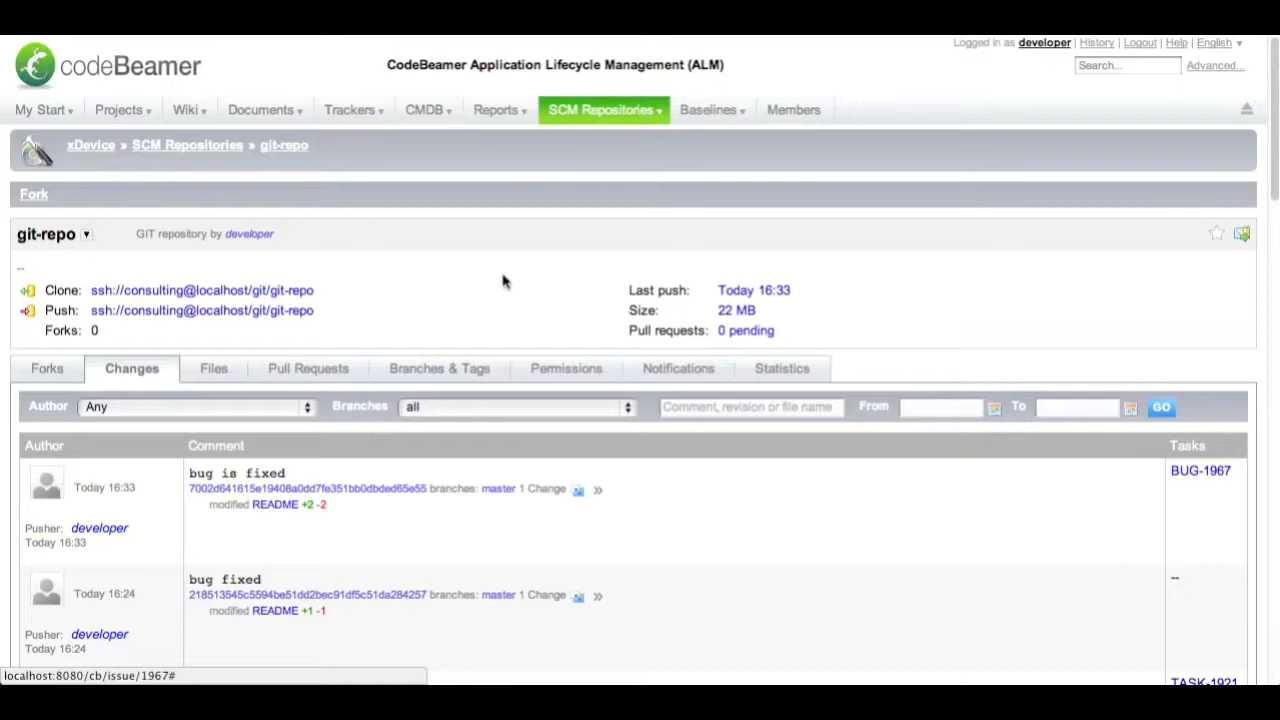 Logged in as developer | History | Logout | Help | English
codeBeamer
CodeBeamer Application Lifecycle Management (ALM)
Search...
Advanced...
My Start Projects Wiki Documents Trackers CMDB Reports SCM Repositories Baselines Members
xDevice » SCM Repositories » git-repo
Fork
git-repo GIT repository by developer
--
Clone: ssh://consulting@localhost/git/git-repo Last push: Today 16:33
Push: ssh://consulting@localhost/git/git-repo Size: 22 MB
Forks: 0 Pull requests: 0 pending
Forks Changes Files Pull Requests Branches & Tags Permissions Notifications Statistics
Author Any Branches all Comment, revision or file name From To GO
Author Comment Tasks
bug is fixed BUG-1967
Today 16:33 7002d641615e19408a0dd7fe351bb0dbded65e55 branches: master 1 Change »
modified README +2 -2
Pusher: developer
Today 16:33
bug fixed --
Today 16:24 218513545c5594be51dd2bec91df5c51da284257 branches: master 1 Change »
modified README +1 -1
Pusher: developer
Today 16:24
localhost:8080/cb/issue/1967#
TASK-1921